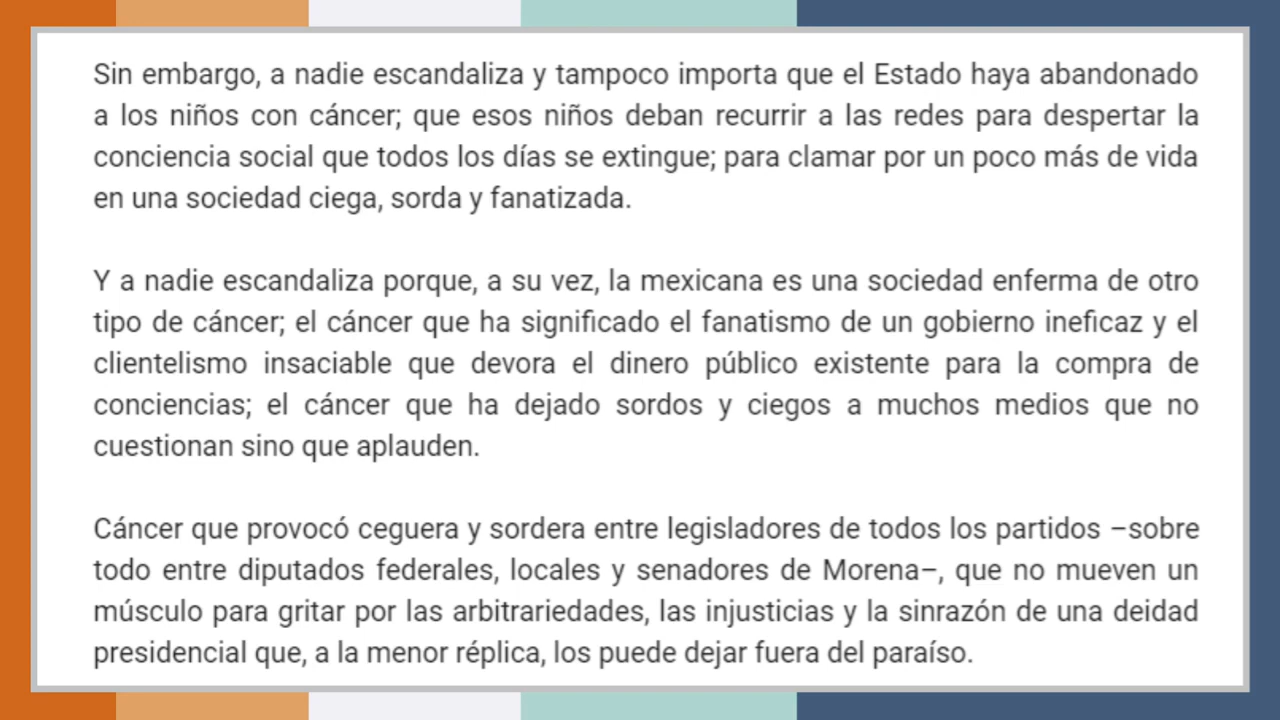 Sin embargo, a nadie escandaliza y tampoco importa que el Estado haya abandonado
a los niños con cáncer; que esos niños deban recurrir a las redes para despertar la
conciencia social que todos los días se extingue; para clamar por un poco más de vida
en una sociedad ciega, sorda y fanatizada.
Y a nadie escandaliza porque, a su vez, la mexicana es una sociedad enferma de otro
tipo de cáncer; el cáncer que ha significado el fanatismo de un gobierno ineficaz y el
clientelismo insaciable que devora el dinero público existente para la compra de
conciencias; el cáncer que ha dejado sordos y ciegos a muchos medios que no
cuestionan sino que aplauden.
Cáncer que provocó ceguera y sordera entre legisladores de todos los partidos –sobre
todo entre diputados federales, locales y senadores de Morena–, que no mueven un
músculo para gritar por las arbitrariedades, las injusticias y la sinrazón de una deidad
presidencial que, a la menor réplica, los puede dejar fuera del paraíso.